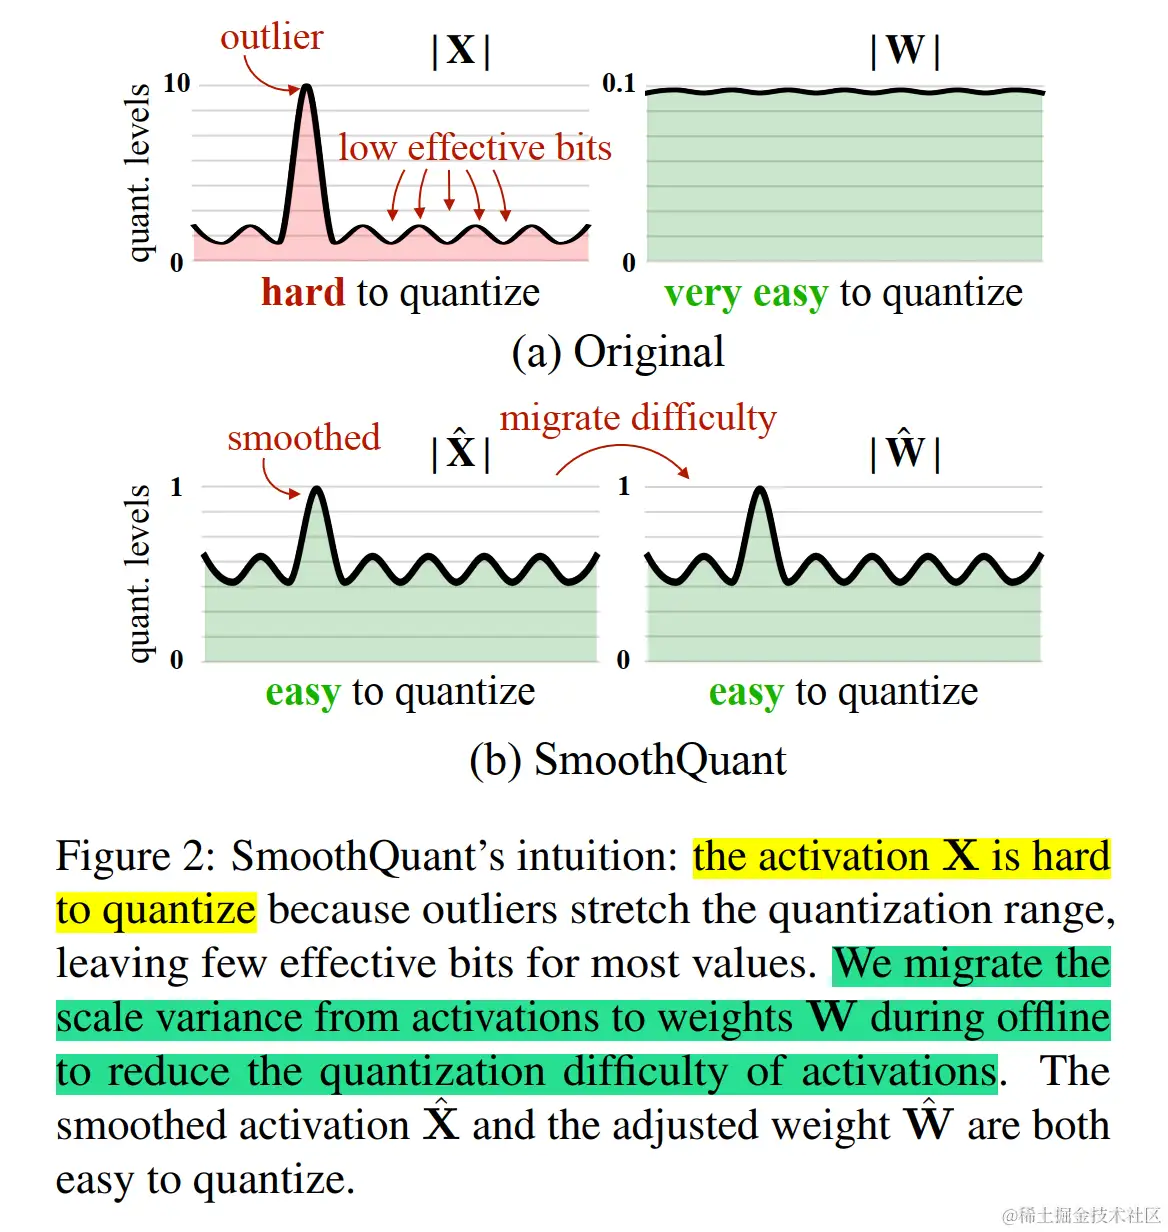 outlier
|X|
|W|
10
0.1
quant. levels
low effective bits
0
0
hard to quantize
very easy to quantize
(a) Original
migrate difficulty
smoothed
|X̂|
|Ŵ|
1
1
quant. levels
0
0
easy to quantize
easy to quantize
(b) SmoothQuant
Figure 2: SmoothQuant's intuition: the activation X is hard
to quantize because outliers stretch the quantization range,
leaving few effective bits for most values. We migrate the
scale variance from activations to weights W during offline
to reduce the quantization difficulty of activations. The
smoothed activation X̂ and the adjusted weight Ŵ are both
easy to quantize.
@稀土掘金技术社区